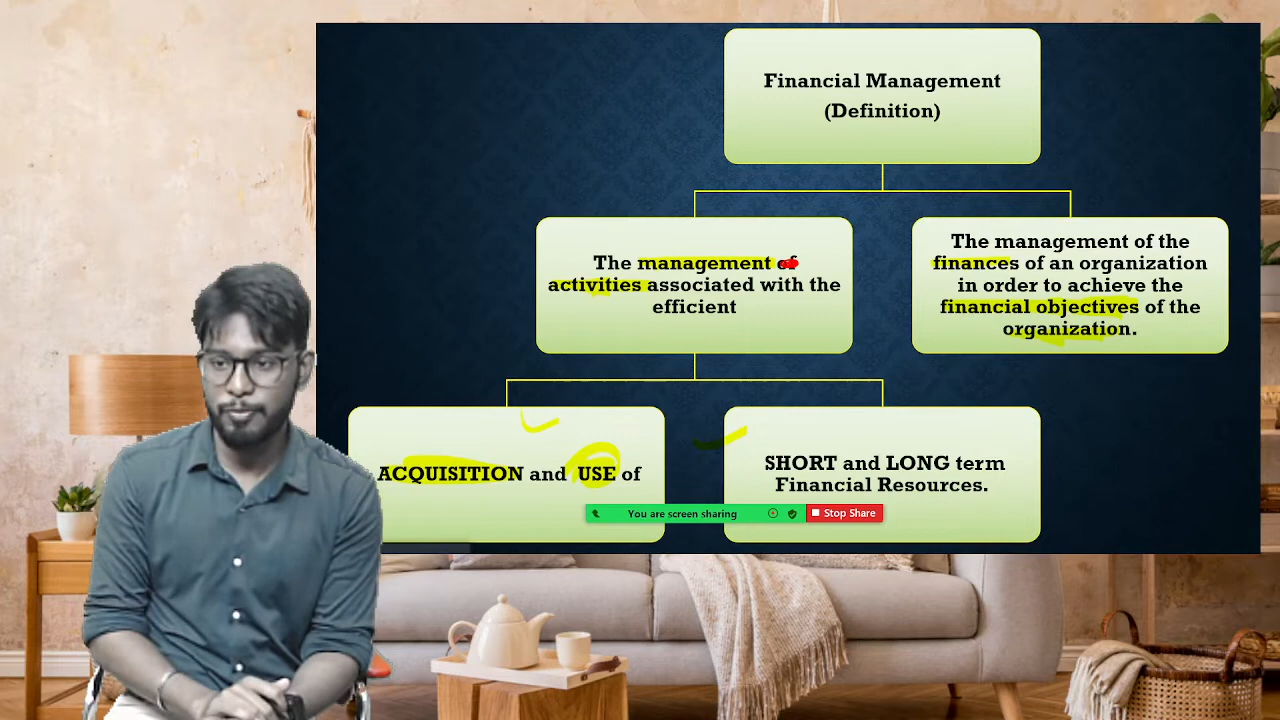 Financial Management
(Definition)
The management of
activities associated with the
efficient
The management of the
finances of an organization
in order to achieve the
financial objectives of the
organization.
ACQUISITION and USE of
SHORT and LONG term
Financial Resources.
You are screen sharing
Stop Share